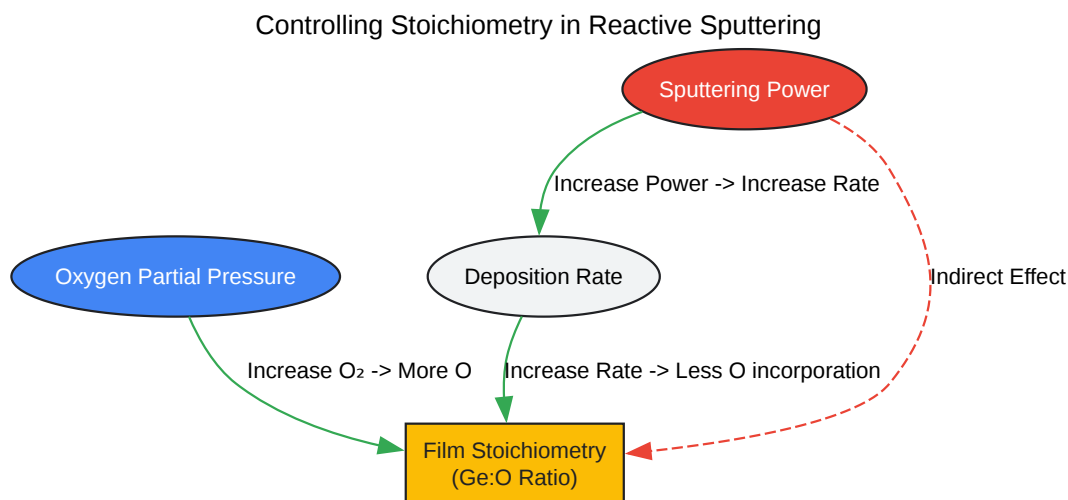 Controlling Stoichiometry in Reactive Sputtering
Sputtering Power
Increase Power -> Increase Rate
Oxygen Partial Pressure
Deposition Rate
Indirect Effect
Increase O₂ -> More O
Increase Rate -> Less O incorporation
Film Stoichiometry
(Ge:O Ratio)